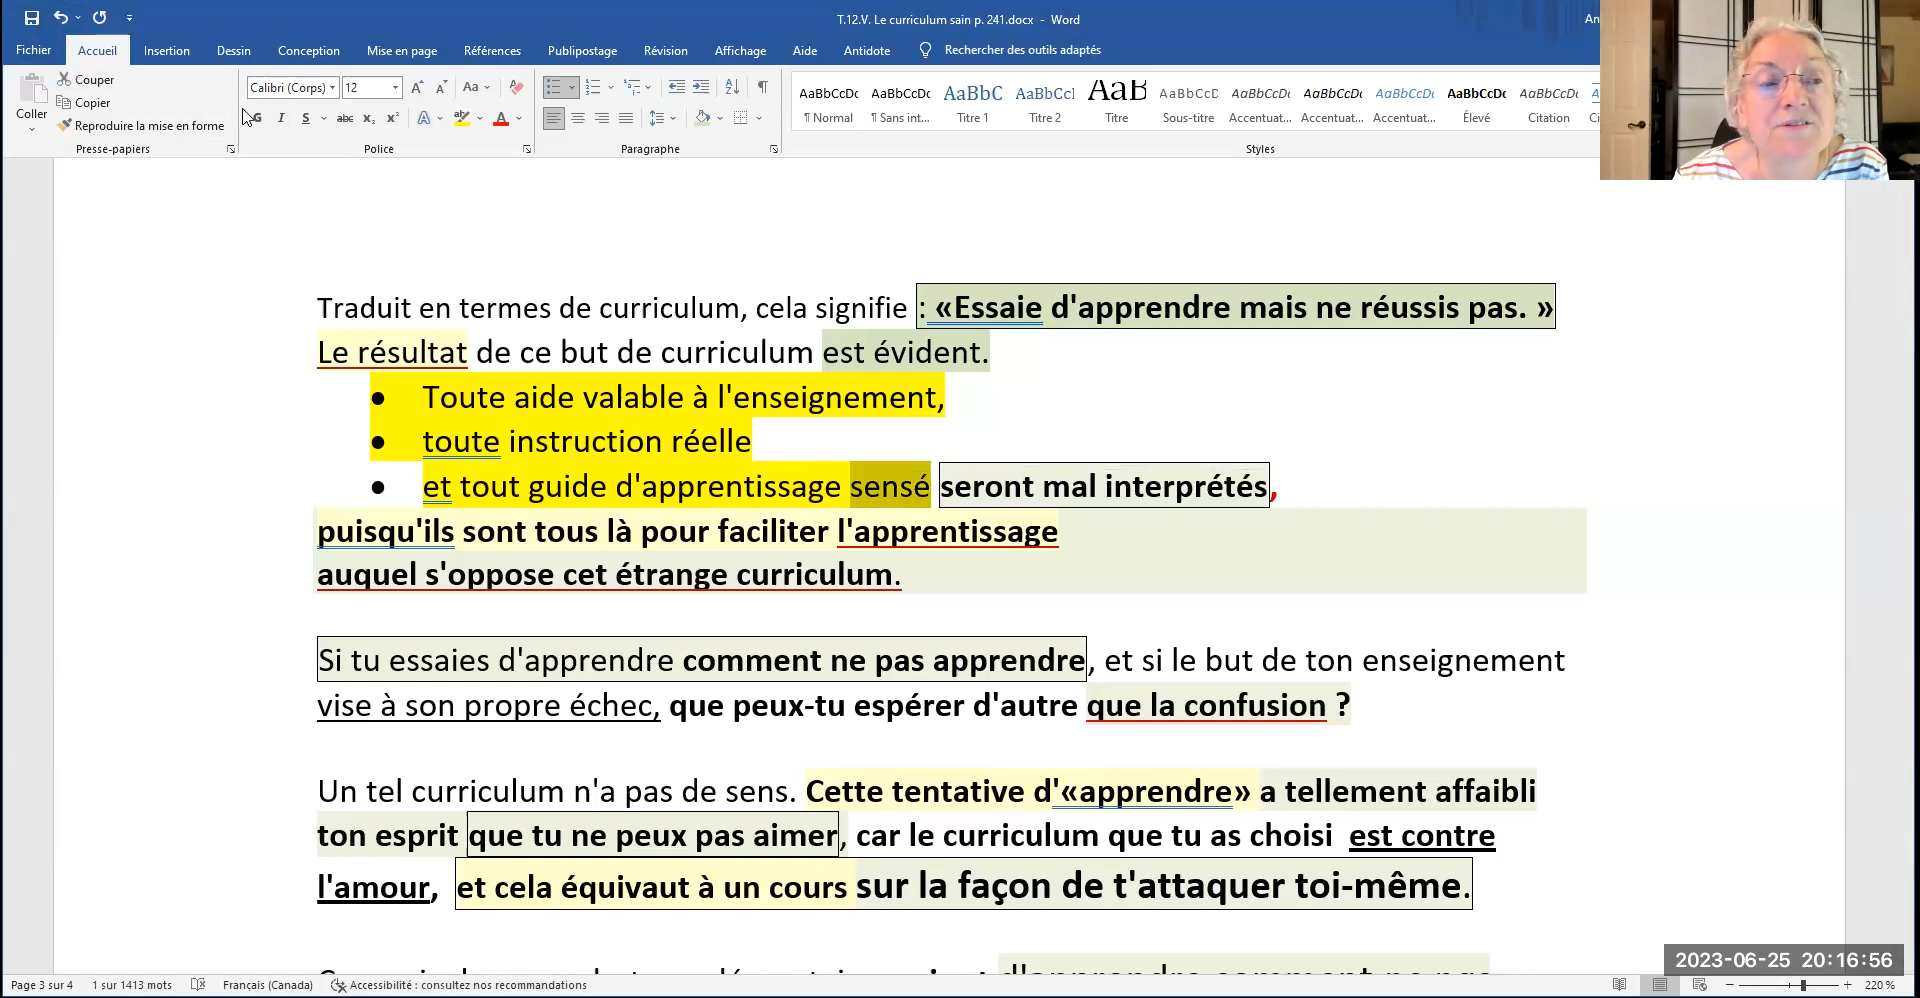 T.12.V. Le curriculum sain p. 241.docx - Word
An
Fichier Accueil Insertion Dessin Conception Mise en page Références Publipostage Révision Affichage Aide Antidote Rechercher des outils adaptés
Coller
Couper
Copier
Reproduire la mise en forme
Presse-papiers
Calibri (Corps) 12
Police
Paragraphe
AaBbCcDc AaBbCcDc AaBbC AaBbCcI AaB AaBbCcD AaBbCcDc AaBbCcDc AaBbCcDc AaBbCcDc AaBbCcDc
¶ Normal ¶ Sans int... Titre 1 Titre 2 Titre Sous-titre Accentuat... Accentuat... Accentuat... Élevé Citation
Styles
Traduit en termes de curriculum, cela signifie : «Essaie d'apprendre mais ne réussis pas. »
Le résultat de ce but de curriculum est évident.
• Toute aide valable à l'enseignement,
• toute instruction réelle
• et tout guide d'apprentissage sensé seront mal interprétés,
puisqu'ils sont tous là pour faciliter l'apprentissage
auquel s'oppose cet étrange curriculum.
Si tu essaies d'apprendre comment ne pas apprendre, et si le but de ton enseignement
vise à son propre échec, que peux-tu espérer d'autre que la confusion ?
Un tel curriculum n'a pas de sens. Cette tentative d'«apprendre» a tellement affaibli
ton esprit que tu ne peux pas aimer, car le curriculum que tu as choisi est contre
l'amour, et cela équivaut à un cours sur la façon de t'attaquer toi-même.
d'apprendre comment ne pas
2023-06-25 20:16:56
Page 3 sur 4 1 sur 1413 mots Français (Canada) Accessibilité : consultez nos recommandations 220 %